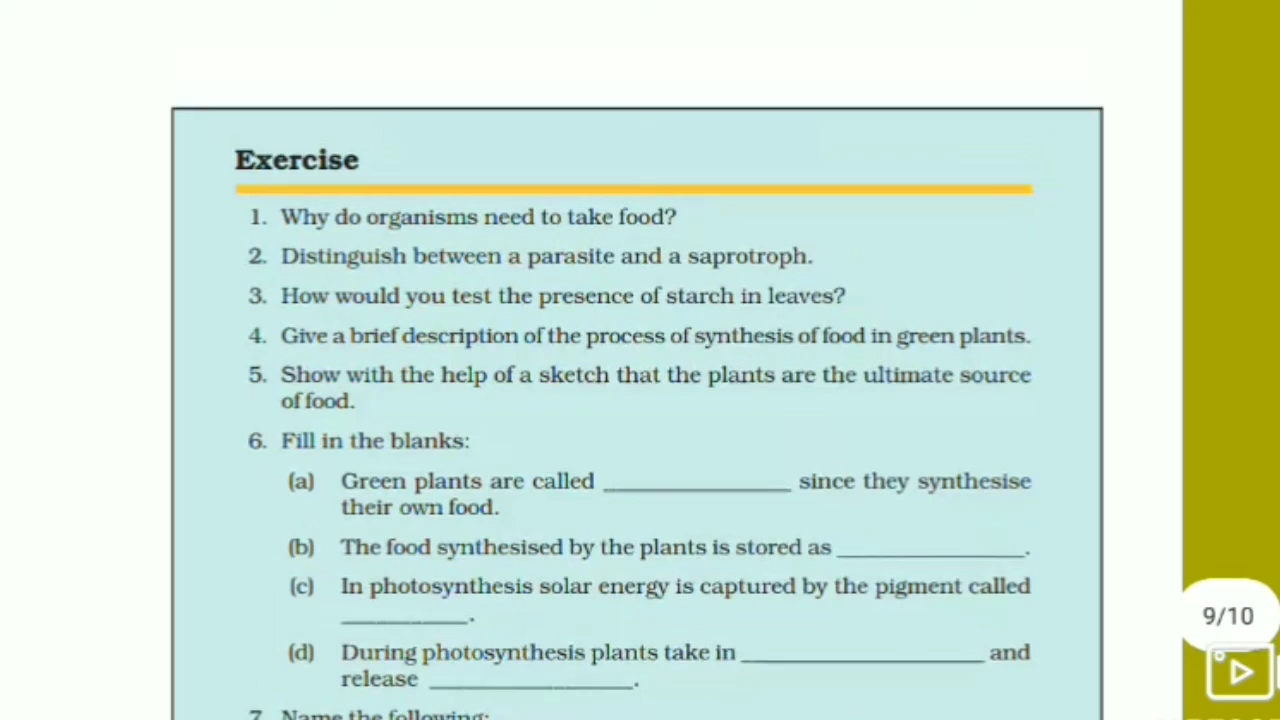 Exercise
1. Why do organisms need to take food?
2. Distinguish between a parasite and a saprotroph.
3. How would you test the presence of starch in leaves?
4. Give a brief description of the process of synthesis of food in green plants.
5. Show with the help of a sketch that the plants are the ultimate source
of food.
6. Fill in the blanks:
(a) Green plants are called ________________ since they synthesise
their own food.
(b) The food synthesised by the plants is stored as ________________.
(c) In photosynthesis solar energy is captured by the pigment called
___________.
(d) During photosynthesis plants take in _____________________ and
release __________________.
7. Name the following:
9/10